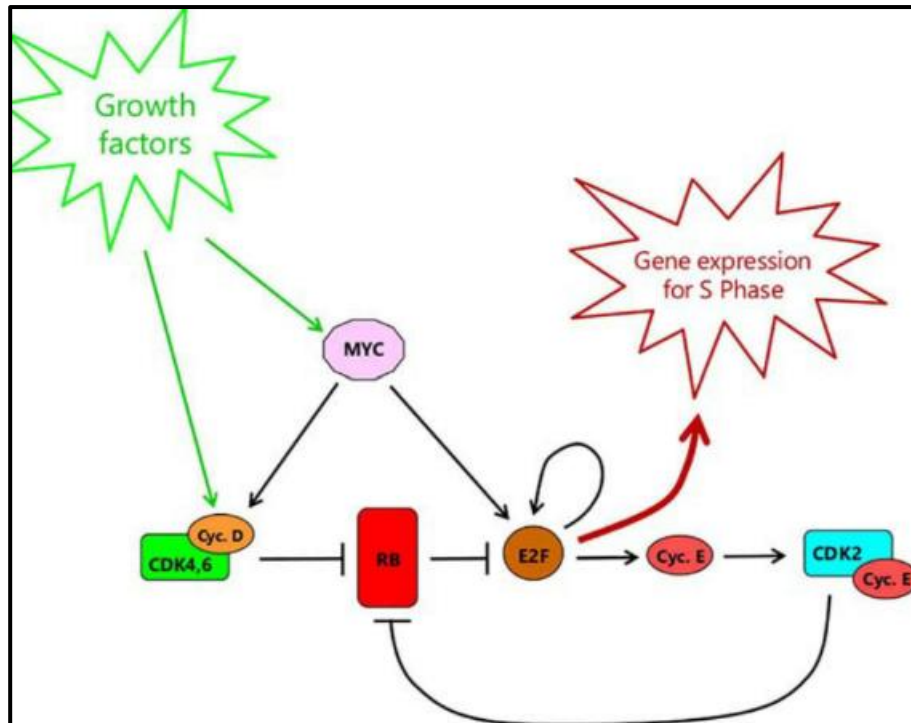 Growth
factors
Gene expression
for S Phase
MYC
Cyc. D
CDK4,6
RB
E2F
Cyc. E
CDK2
Cyc. E